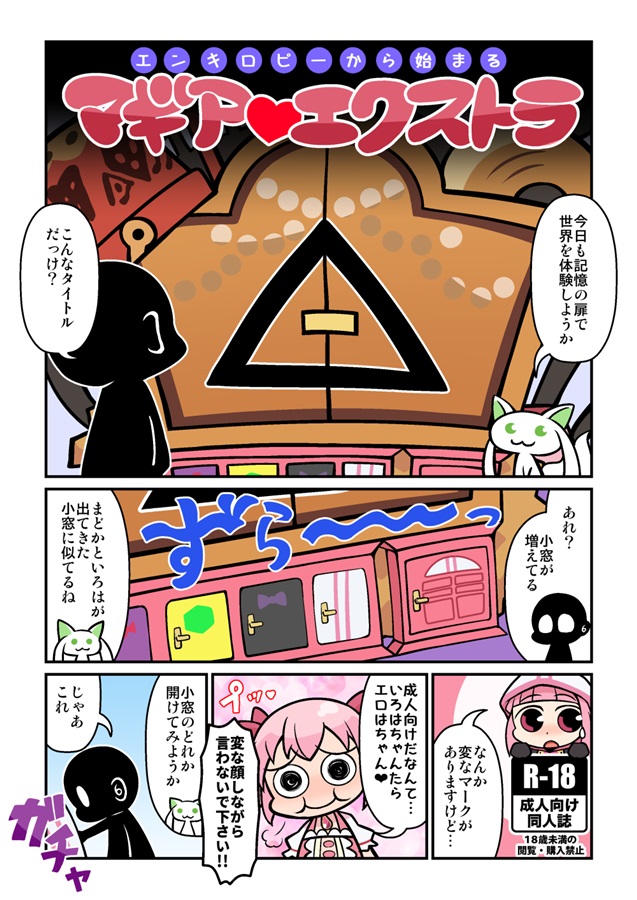 エンキロピーから始まる
マギア♥エクストラ
今日も記憶の扉で
世界を体験しようか
こんなタイトル
だっけ?
あれ?
小窓が
増えてる
ずら〜〜〜っ
まどかといろはが
出てきた
小窓に似てるね
なんか
変なマークが
ありますけど…
R-18
成人向け
同人誌
18歳未満の
閲覧・購入禁止
成人向けだなんて…
いろはちゃんたら
エロはちゃん♥
プッ
変な顔しながら
言わないで下さい!!
小窓のどれか
開けてみようか
じゃあ
これ
ガチャ